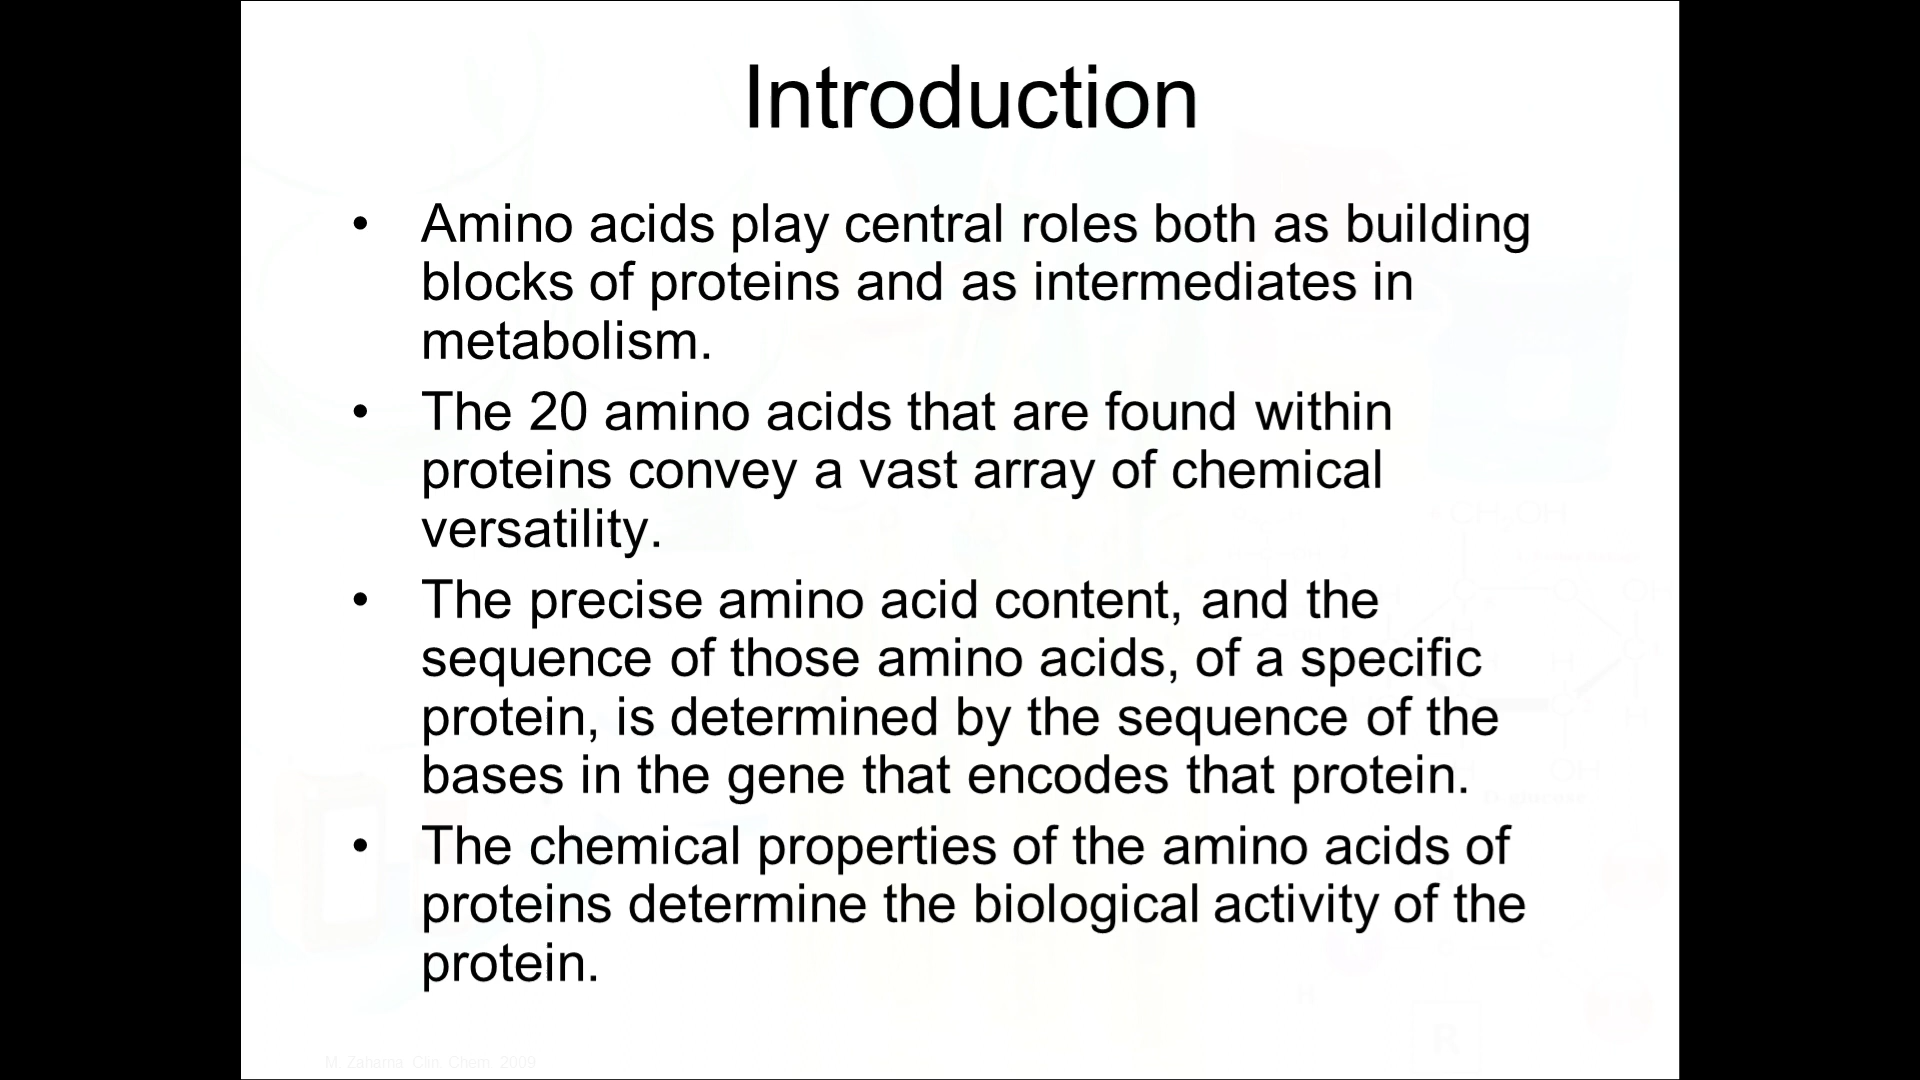 Introduction
• Amino acids play central roles both as building
blocks of proteins and as intermediates in
metabolism.
• The 20 amino acids that are found within
proteins convey a vast array of chemical
versatility.
• The precise amino acid content, and the
sequence of those amino acids, of a specific
protein, is determined by the sequence of the
bases in the gene that encodes that protein.
• The chemical properties of the amino acids of
proteins determine the biological activity of the
protein.
CH₂OH
OH
H
OH
D-glucose
H
R
M. Zaharna Clin. Chem. 2009